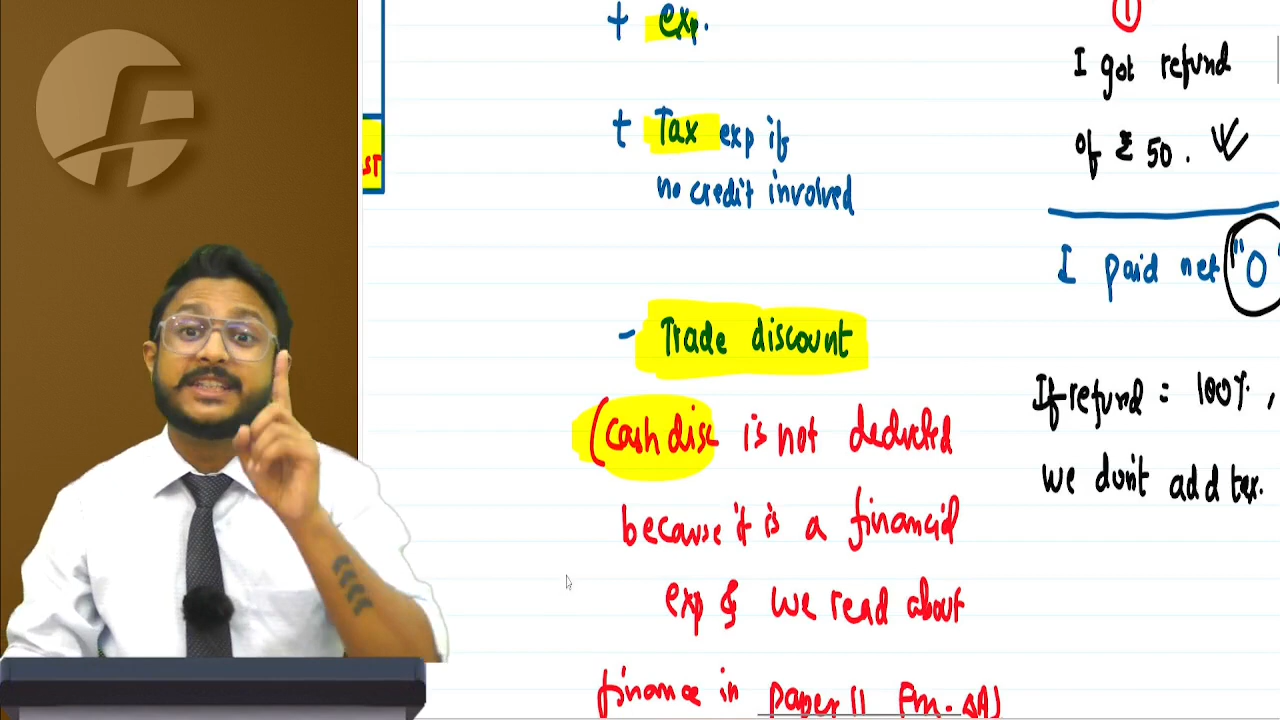 + exp.
ST
+ Tax exp if
no credit involved
- Trade discount
(cash disc is not deducted
because it is a financial
exp & we read about
finance in paper 11 Fm-
①
I got refund
of ₹ 50.
I paid net "0"
If refund = 100%,
we don't add tax.